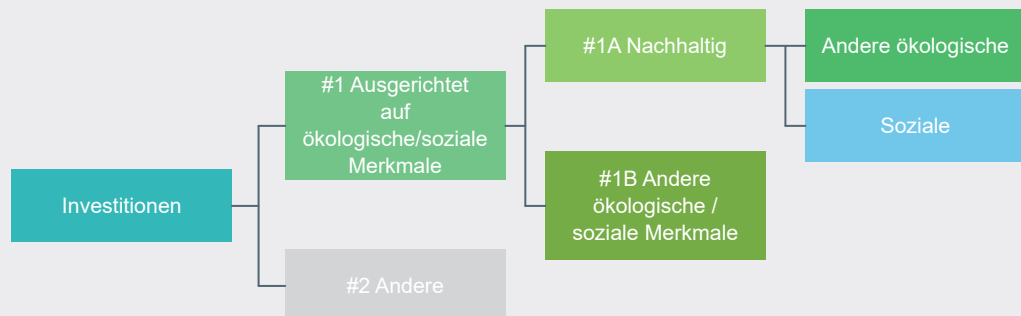 Investitionen
#1 Ausgerichtet
auf
ökologische/soziale
Merkmale
#2 Andere
#1A Nachhaltig
#1B Andere
ökologische /
soziale Merkmale
Andere ökologische
Soziale